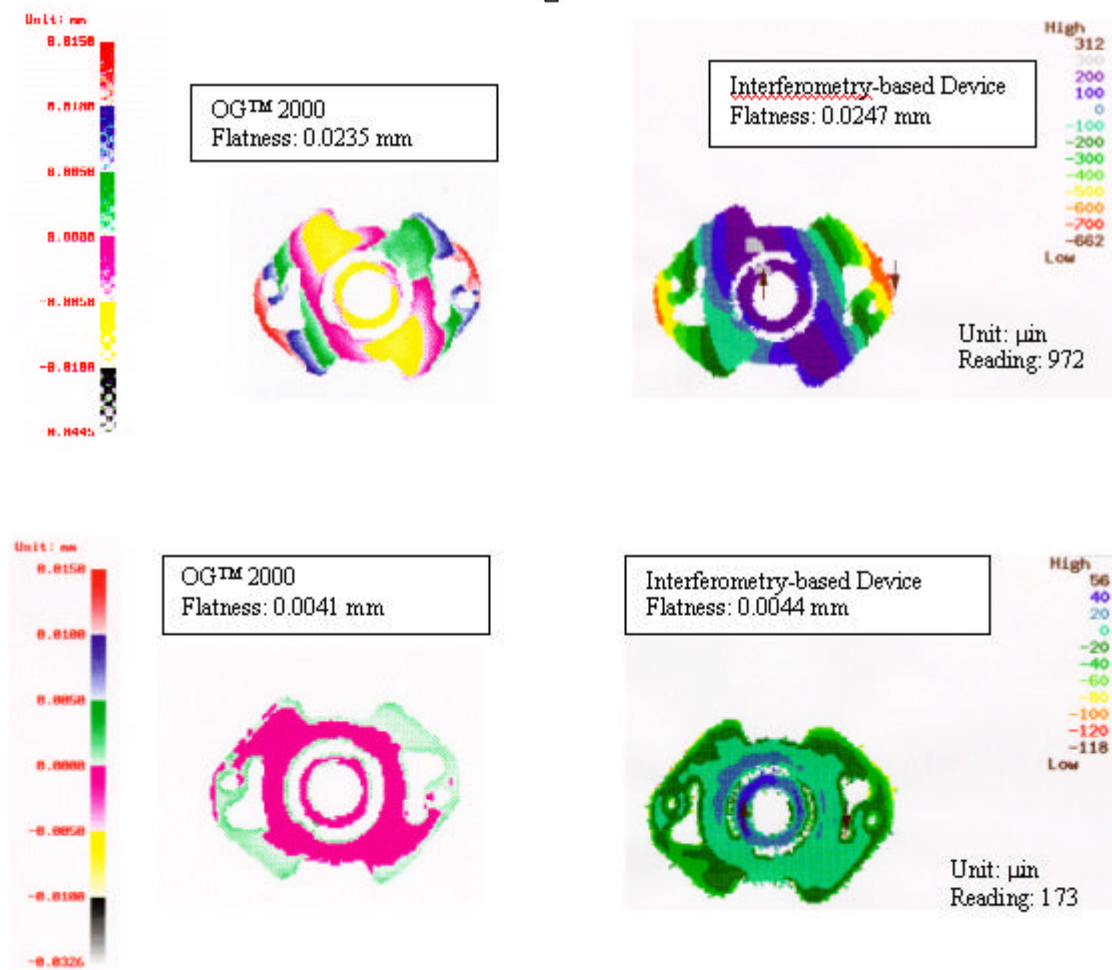 Unit: mm
0.0150
0.0100
0.0050
0.0000
-0.0050
-0.0100
OG™ 2000
Flatness: 0.0235 mm
Interferometry-based Device
Flatness: 0.0247 mm
High
312
300
200
100
0
-100
-200
-300
-400
-500
-600
-700
-662
Low
Unit: µin
Reading: 972
Unit: mm
0.0150
0.0100
0.0050
0.0000
-0.0050
-0.0100
-0.0326
OG™ 2000
Flatness: 0.0041 mm
Interferometry-based Device
Flatness: 0.0044 mm
High
56
40
20
0
-20
-40
-60
-80
-100
-120
-118
Low
Unit: µin
Reading: 173